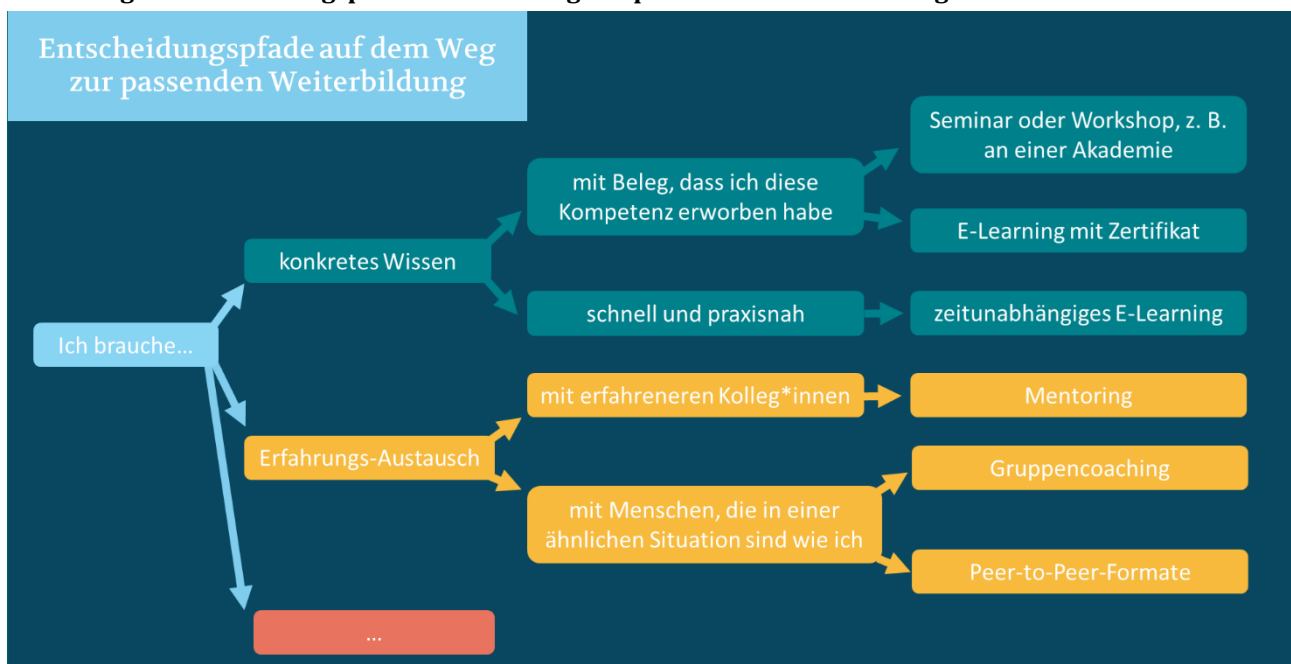 Entscheidungspfade auf dem Weg
zur passenden Weiterbildung
Ich brauche...
konkretes Wissen
mit Beleg, dass ich diese
Kompetenz erworben habe
Seminar oder Workshop, z. B.
an einer Akademie
E-Learning mit Zertifikat
schnell und praxisnah
zeitunabhängiges E-Learning
Erfahrungs-Austausch
mit erfahreneren Kolleg*innen
Mentoring
mit Menschen, die in einer
ähnlichen Situation sind wie ich
Gruppencoaching
Peer-to-Peer-Formate
...